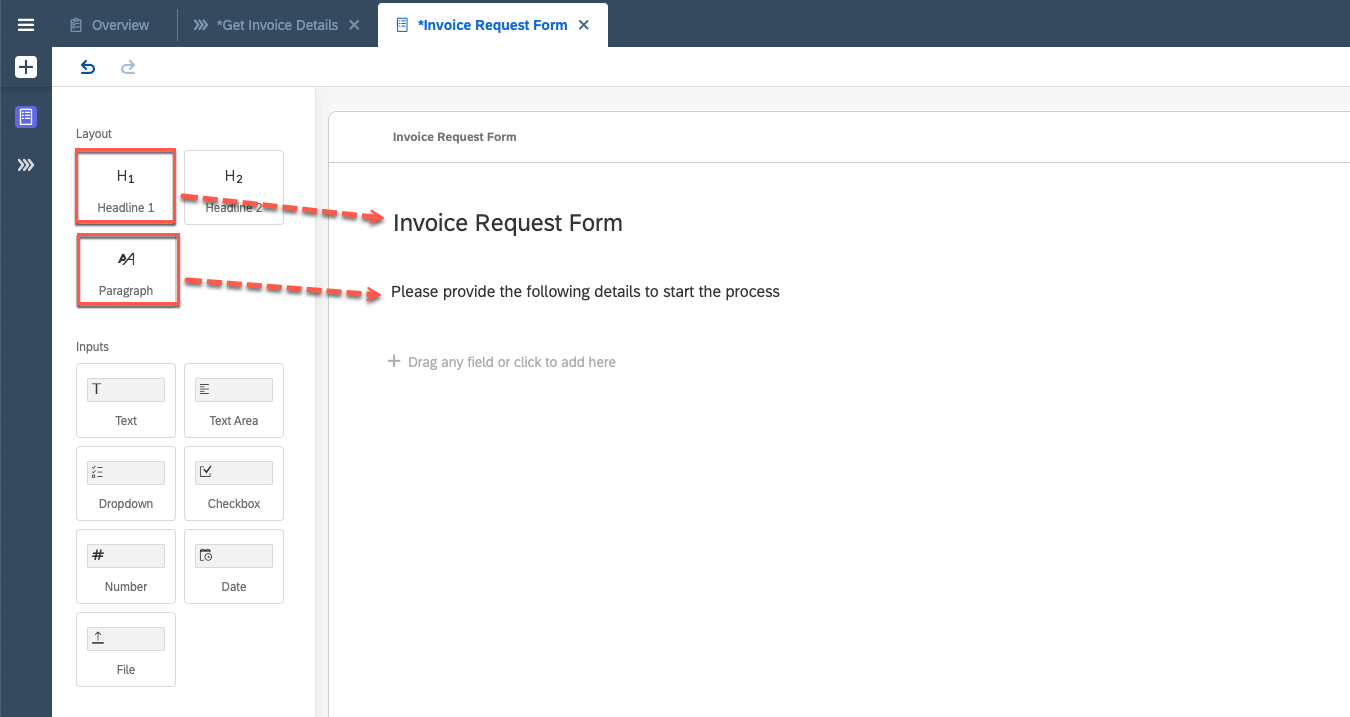 Overview
*Get Invoice Details
*Invoice Request Form
Layout
H1
Headline 1
H2
Headline 2
Paragraph
Inputs
Text
Text Area
Dropdown
Checkbox
Number
Date
File
Invoice Request Form
Invoice Request Form
Please provide the following details to start the process
Drag any field or click to add here